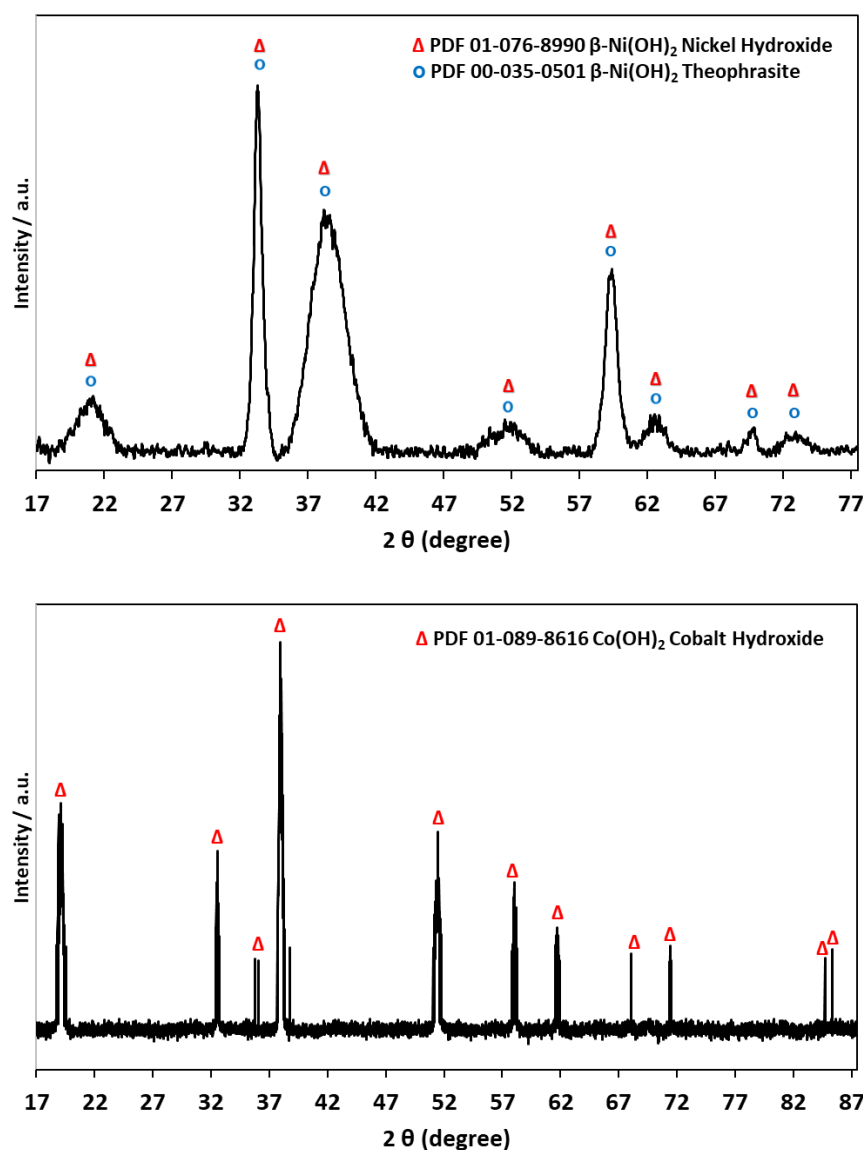 Δ PDF 01-076-8990 β-Ni(OH)₂ Nickel Hydroxide
o PDF 00-035-0501 β-Ni(OH)₂ Theophrasite
Intensity / a.u.
17 22 27 32 37 42 47 52 57 62 67 72 77
2 θ (degree)
Δ PDF 01-089-8616 Co(OH)₂ Cobalt Hydroxide
Intensity / a.u.
17 22 27 32 37 42 47 52 57 62 67 72 77 82 87
2 θ (degree)